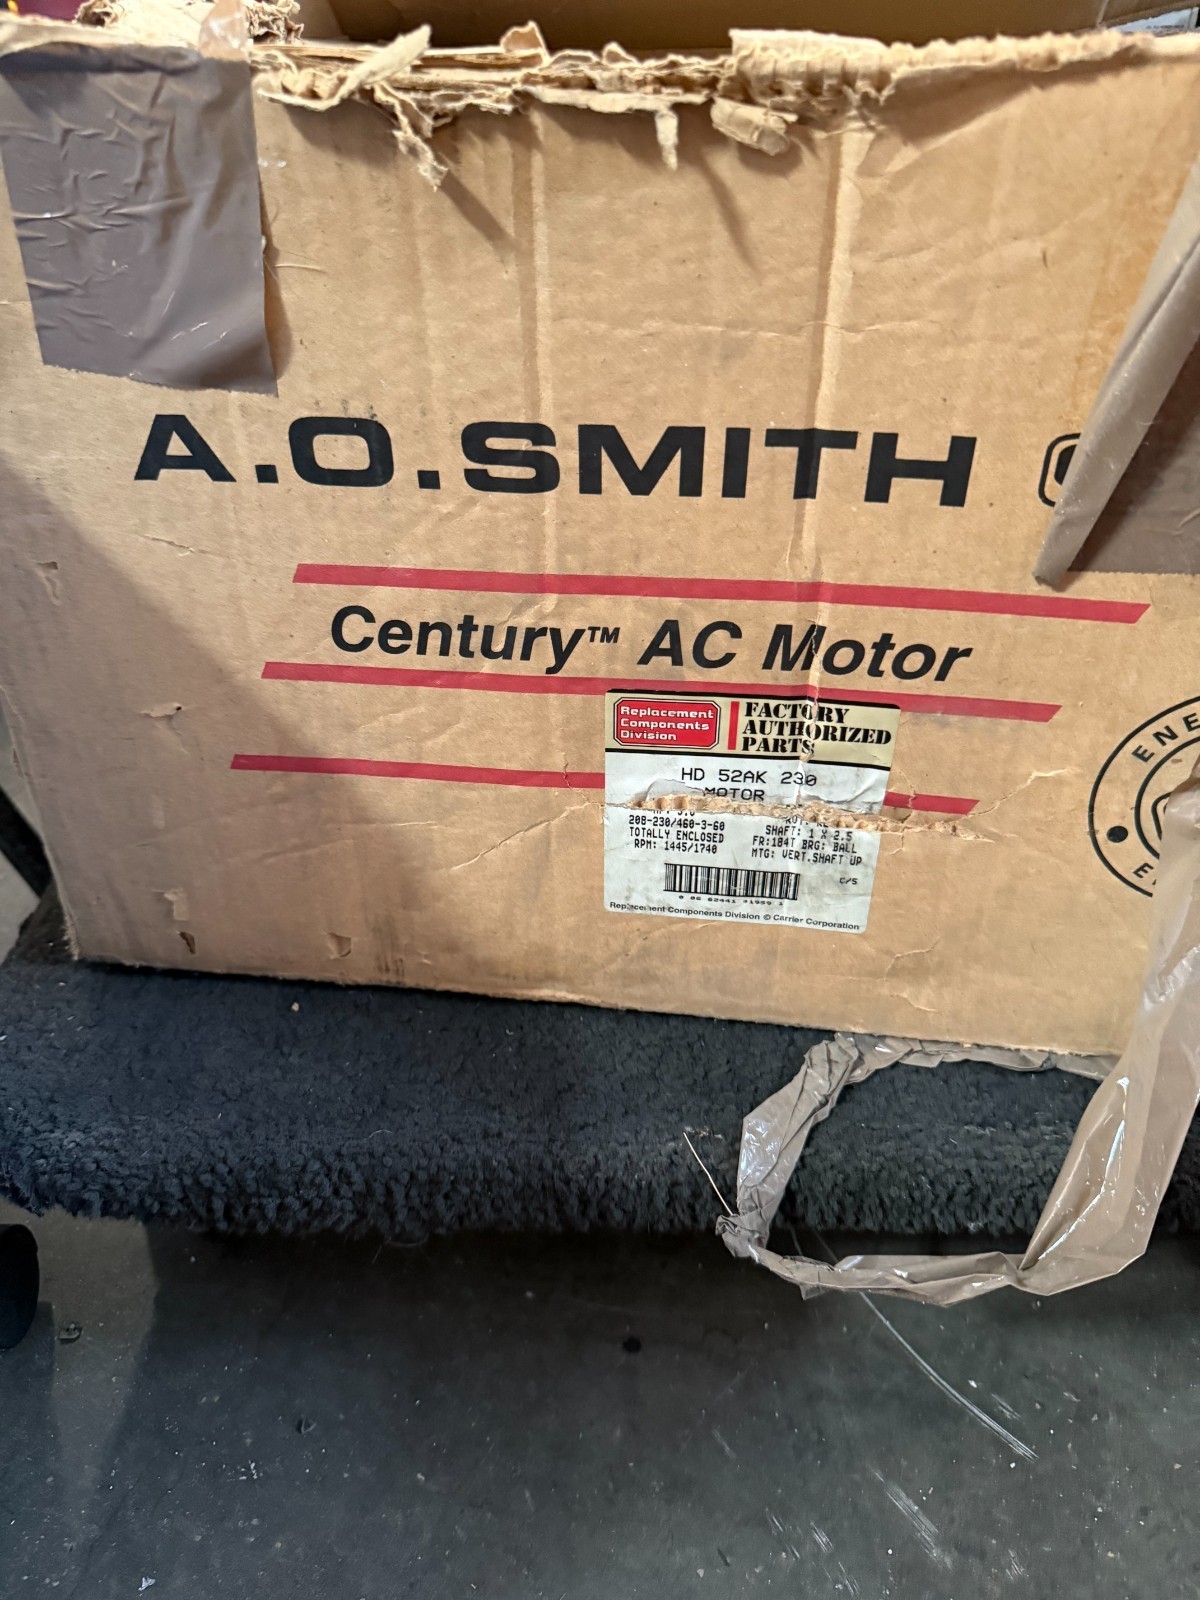 A.O.SMITH
Century™ AC Motor
Replacement
Components
Division
FACTORY
AUTHORIZED
PARTS
HD 52AK 230
MOTOR
208-230/460-3-60
TOTALLY ENCLOSED
RPM: 1445/1740
SHAFT: 1 X 2.5
FR:184T BRG: BALL
MTG: VERT.SHAFT UP
C/S
Replacement Components Division © Carrier Corporation
ENE